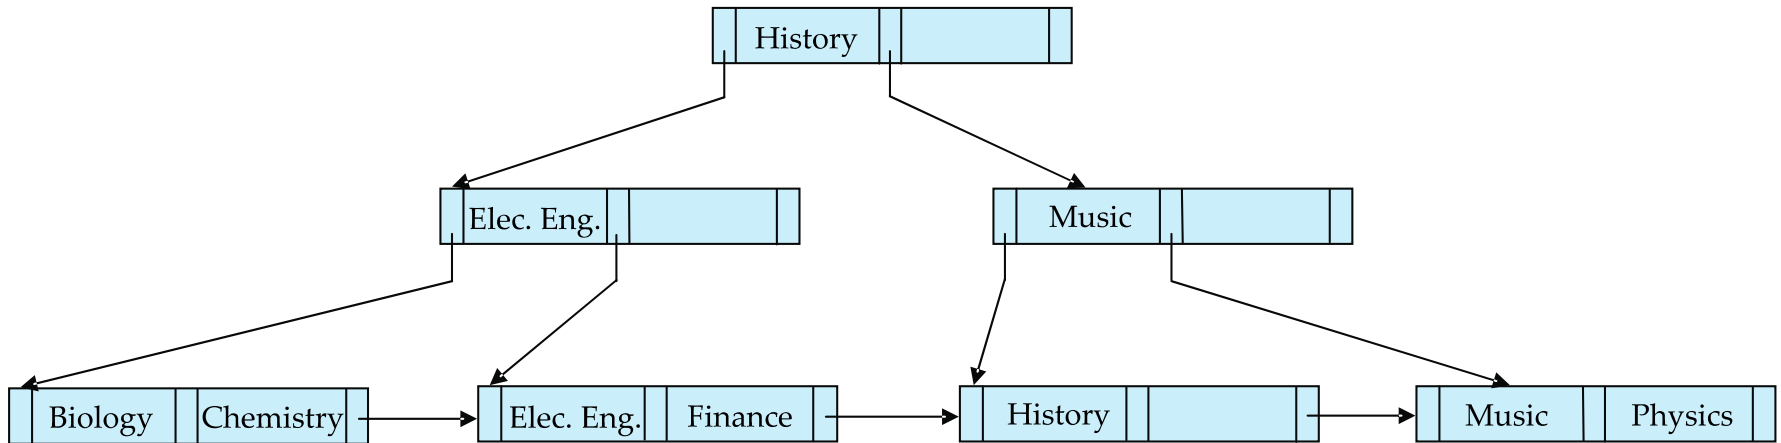 History
Elec. Eng.
Music
Biology
Chemistry
Elec. Eng.
Finance
History
Music
Physics